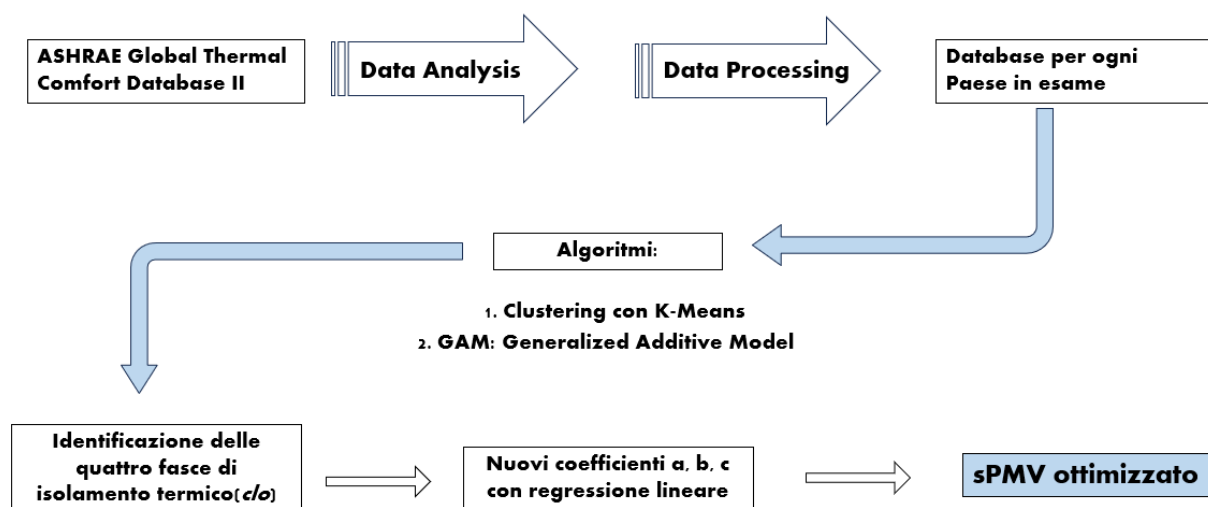 ASHRAE Global Thermal
Comfort Database II
Data Analysis
Data Processing
Database per ogni
Paese in esame
Algoritmi:
1. Clustering con K-Means
2. GAM: Generalized Additive Model
Identificazione delle
quattro fasce di
isolamento termico(clo)
Nuovi coefficienti a, b, c
con regressione lineare
sPMV ottimizzato